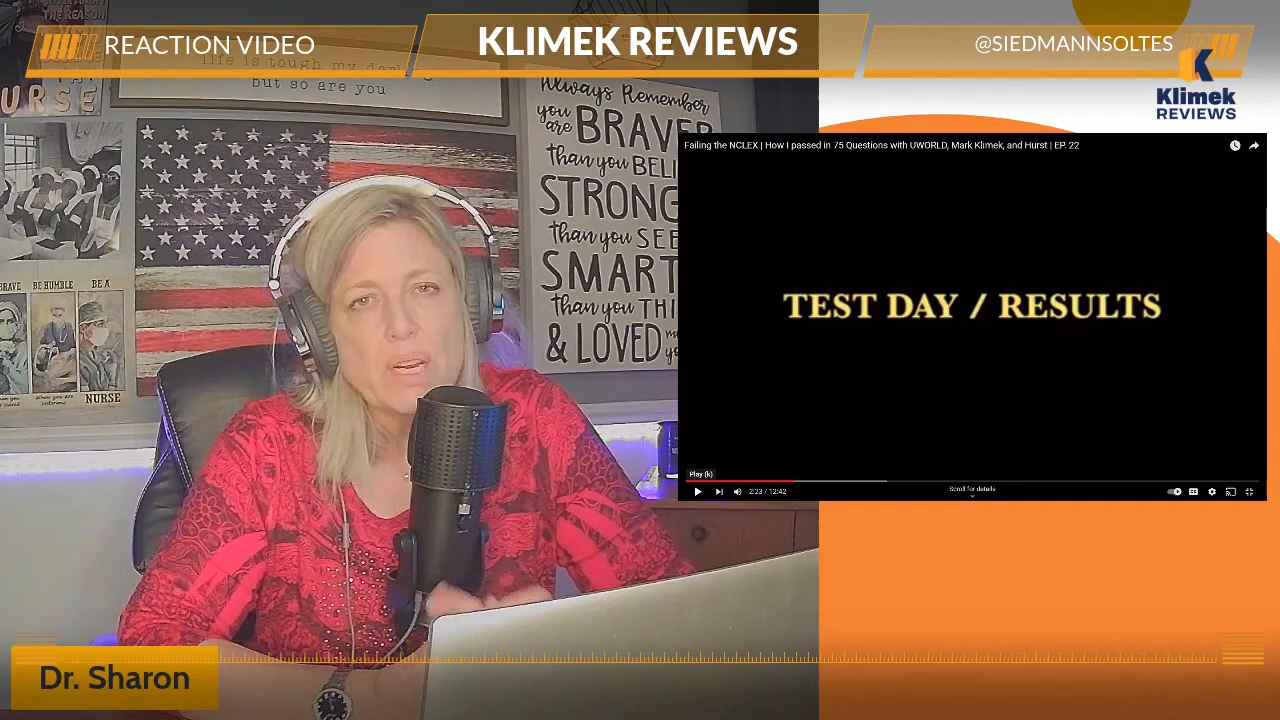 REACTION VIDEO
KLIMEK REVIEWS
@SIEDMANNSOLTES
Klimek
REVIEWS
THE REASON
URSE
life is tough my darling
but so are you
Always Remember
you are BRAVER
than you BELI
STRONG
than you SEE
SMART
than you THI
& LOVED
BRAVE
BE HUMBLE
BE A
NURSE
Failing the NCLEX | How I passed in 75 Questions with UWORLD, Mark Klimek, and Hurst | EP. 22
TEST DAY / RESULTS
Play (k)
2:23 / 12:42
Scroll for details
Dr. Sharon